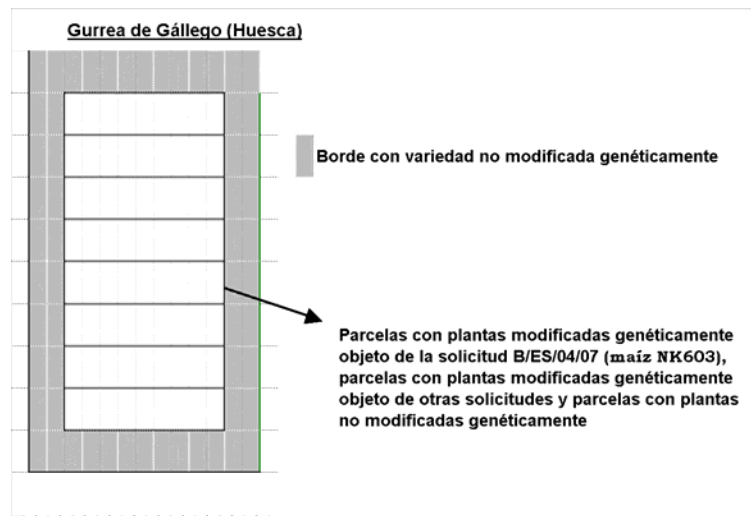 Gurrea de Gállego (Huesca)
Borde con variedad no modificada genéticamente
Parcelas con plantas modificadas genéticamente
objeto de la solicitud B/ES/04/07 (maíz NK603),
parcelas con plantas modificadas genéticamente
objeto de otras solicitudes y parcelas con plantas
no modificadas genéticamente